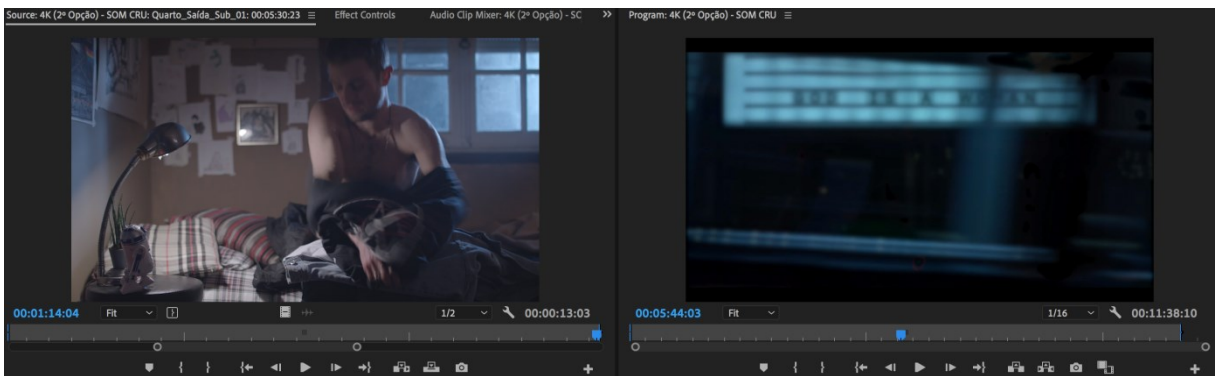 Source: 4K (2ª Opção) - SOM CRU: Quarto_Saída_Sub_01: 00:05:30:23
Effect Controls
Audio Clip Mixer: 4K (2ª Opção) - SC
Program: 4K (2ª Opção) - SOM CRU
00:01:14:04
Fit
1/2
00:00:13:03
00:05:44:03
Fit
1/16
00:11:38:10